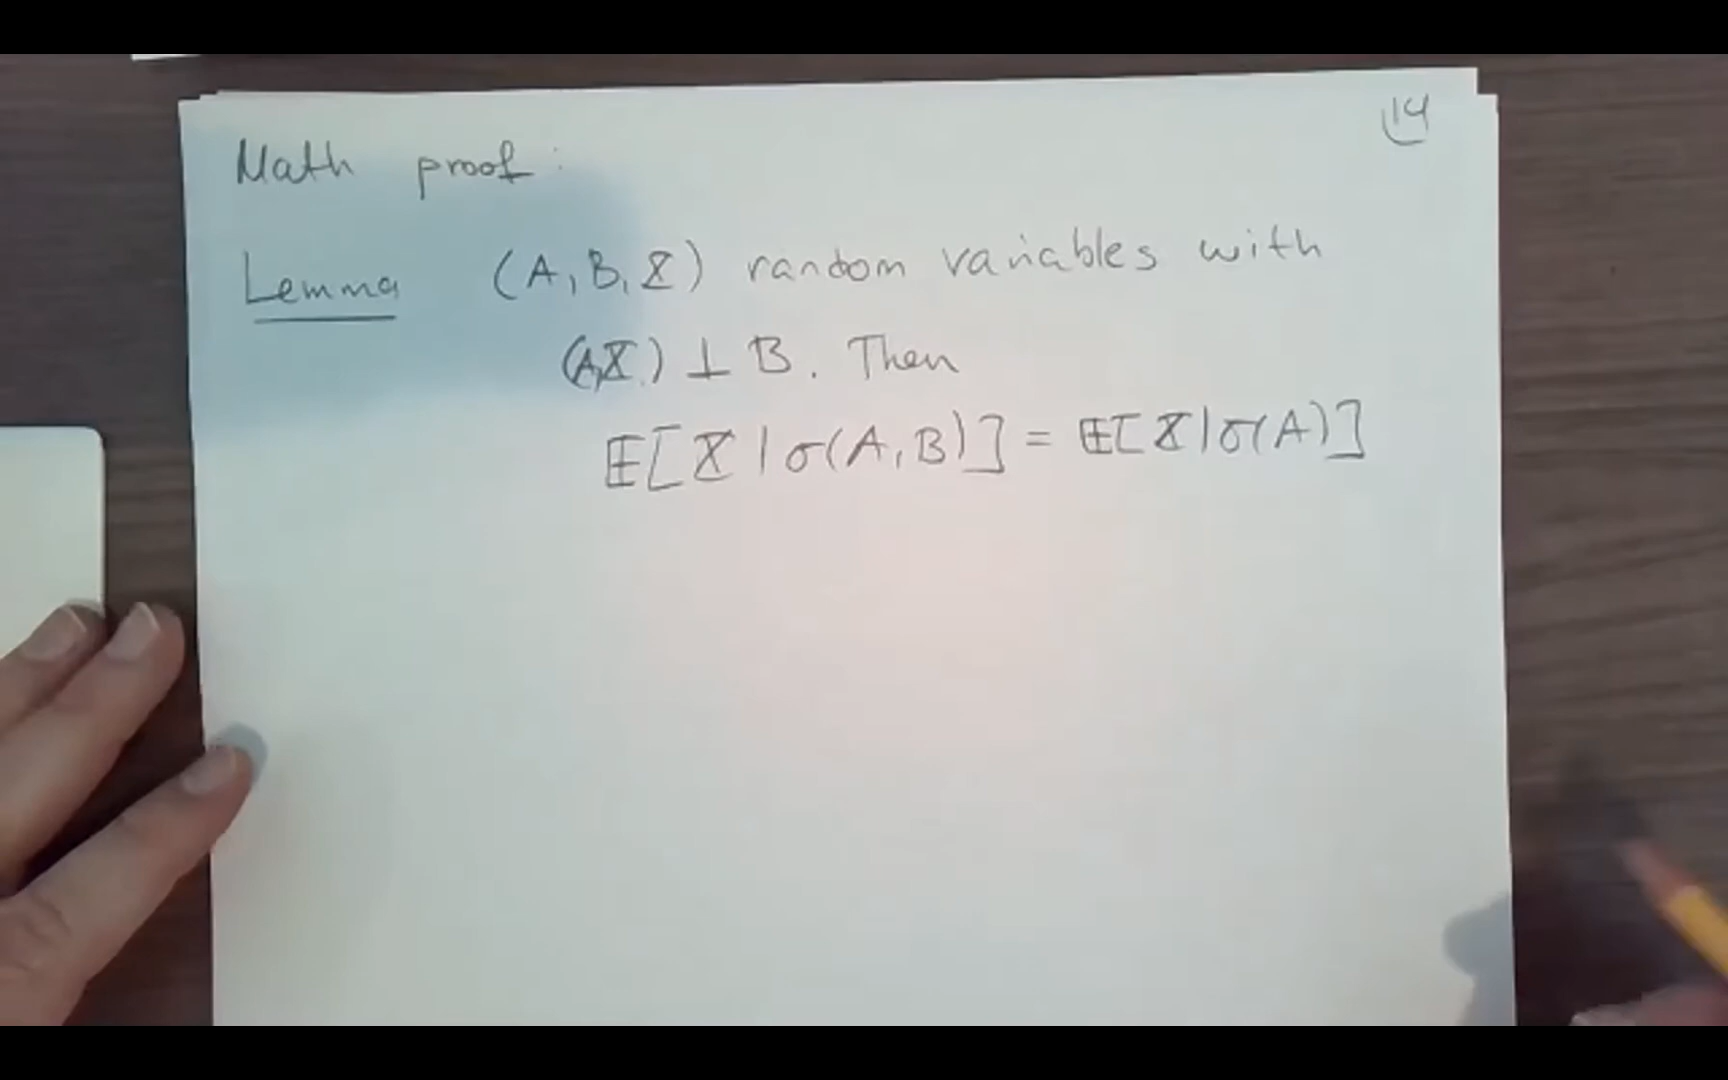 14
Math proof:
Lemma (A, B, X) random variables with
(A,X) ⊥ B. Then
𝔼[X | σ(A, B)] = 𝔼[X | σ(A)]